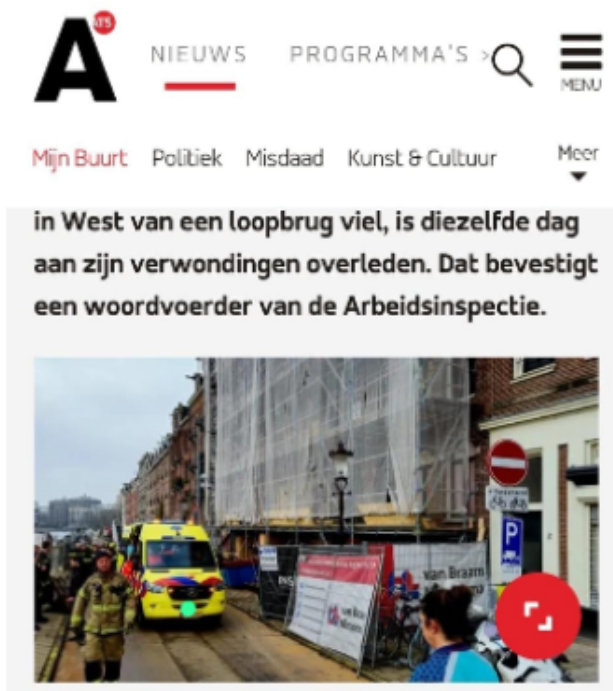 AT5
NIEUWS
PROGRAMMA'S >
MENU
Mijn Buurt
Politiek
Misdaad
Kunst & Cultuur
Meer
in West van een loopbrug viel, is diezelfde dag
aan zijn verwondingen overleden. Dat bevestigt
een woordvoerder van de Arbeidsinspectie.
van Braam
P